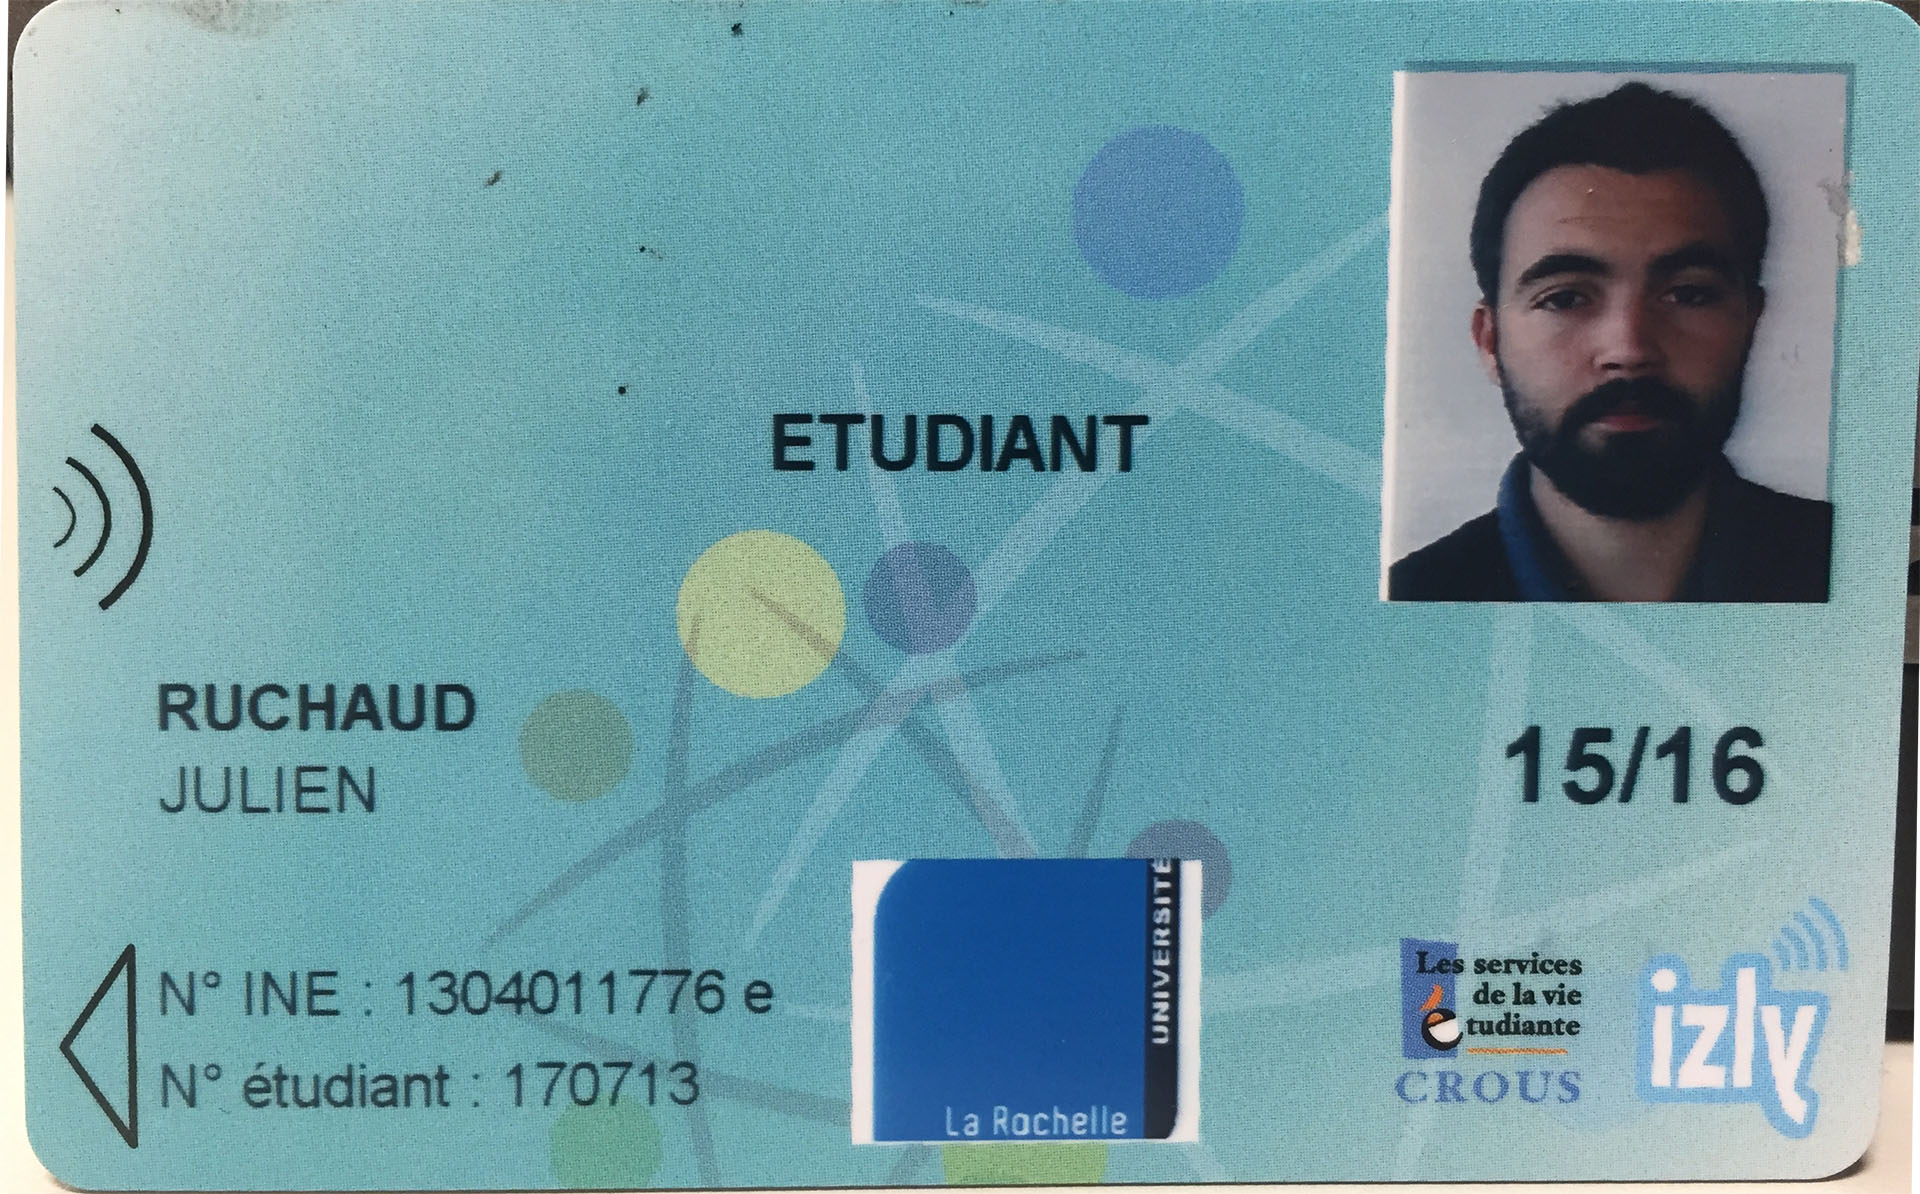 ETUDIANT
RUCHAUD
JULIEN
15/16
N° INE : 1304011776 e
N° étudiant : 170713
UNIVERSITÉ
La Rochelle
Les services
de la vie
étudiante
CROUS
izly